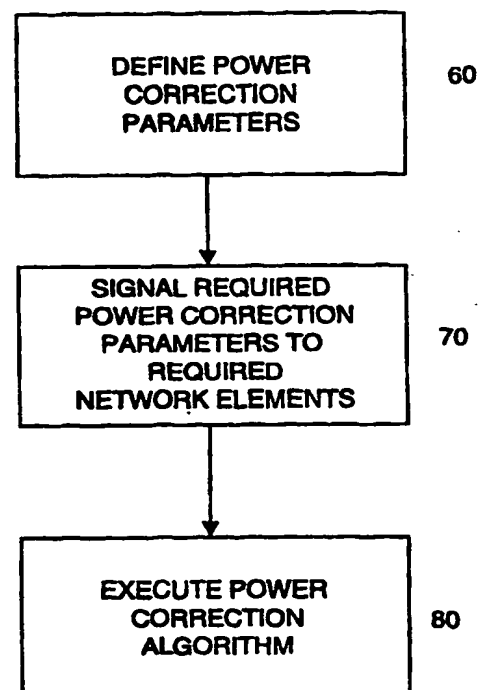 DEFINE POWER
CORRECTION
PARAMETERS
60
SIGNAL REQUIRED
POWER CORRECTION
PARAMETERS TO
REQUIRED
NETWORK ELEMENTS
70
EXECUTE POWER
CORRECTION
ALGORITHM
80